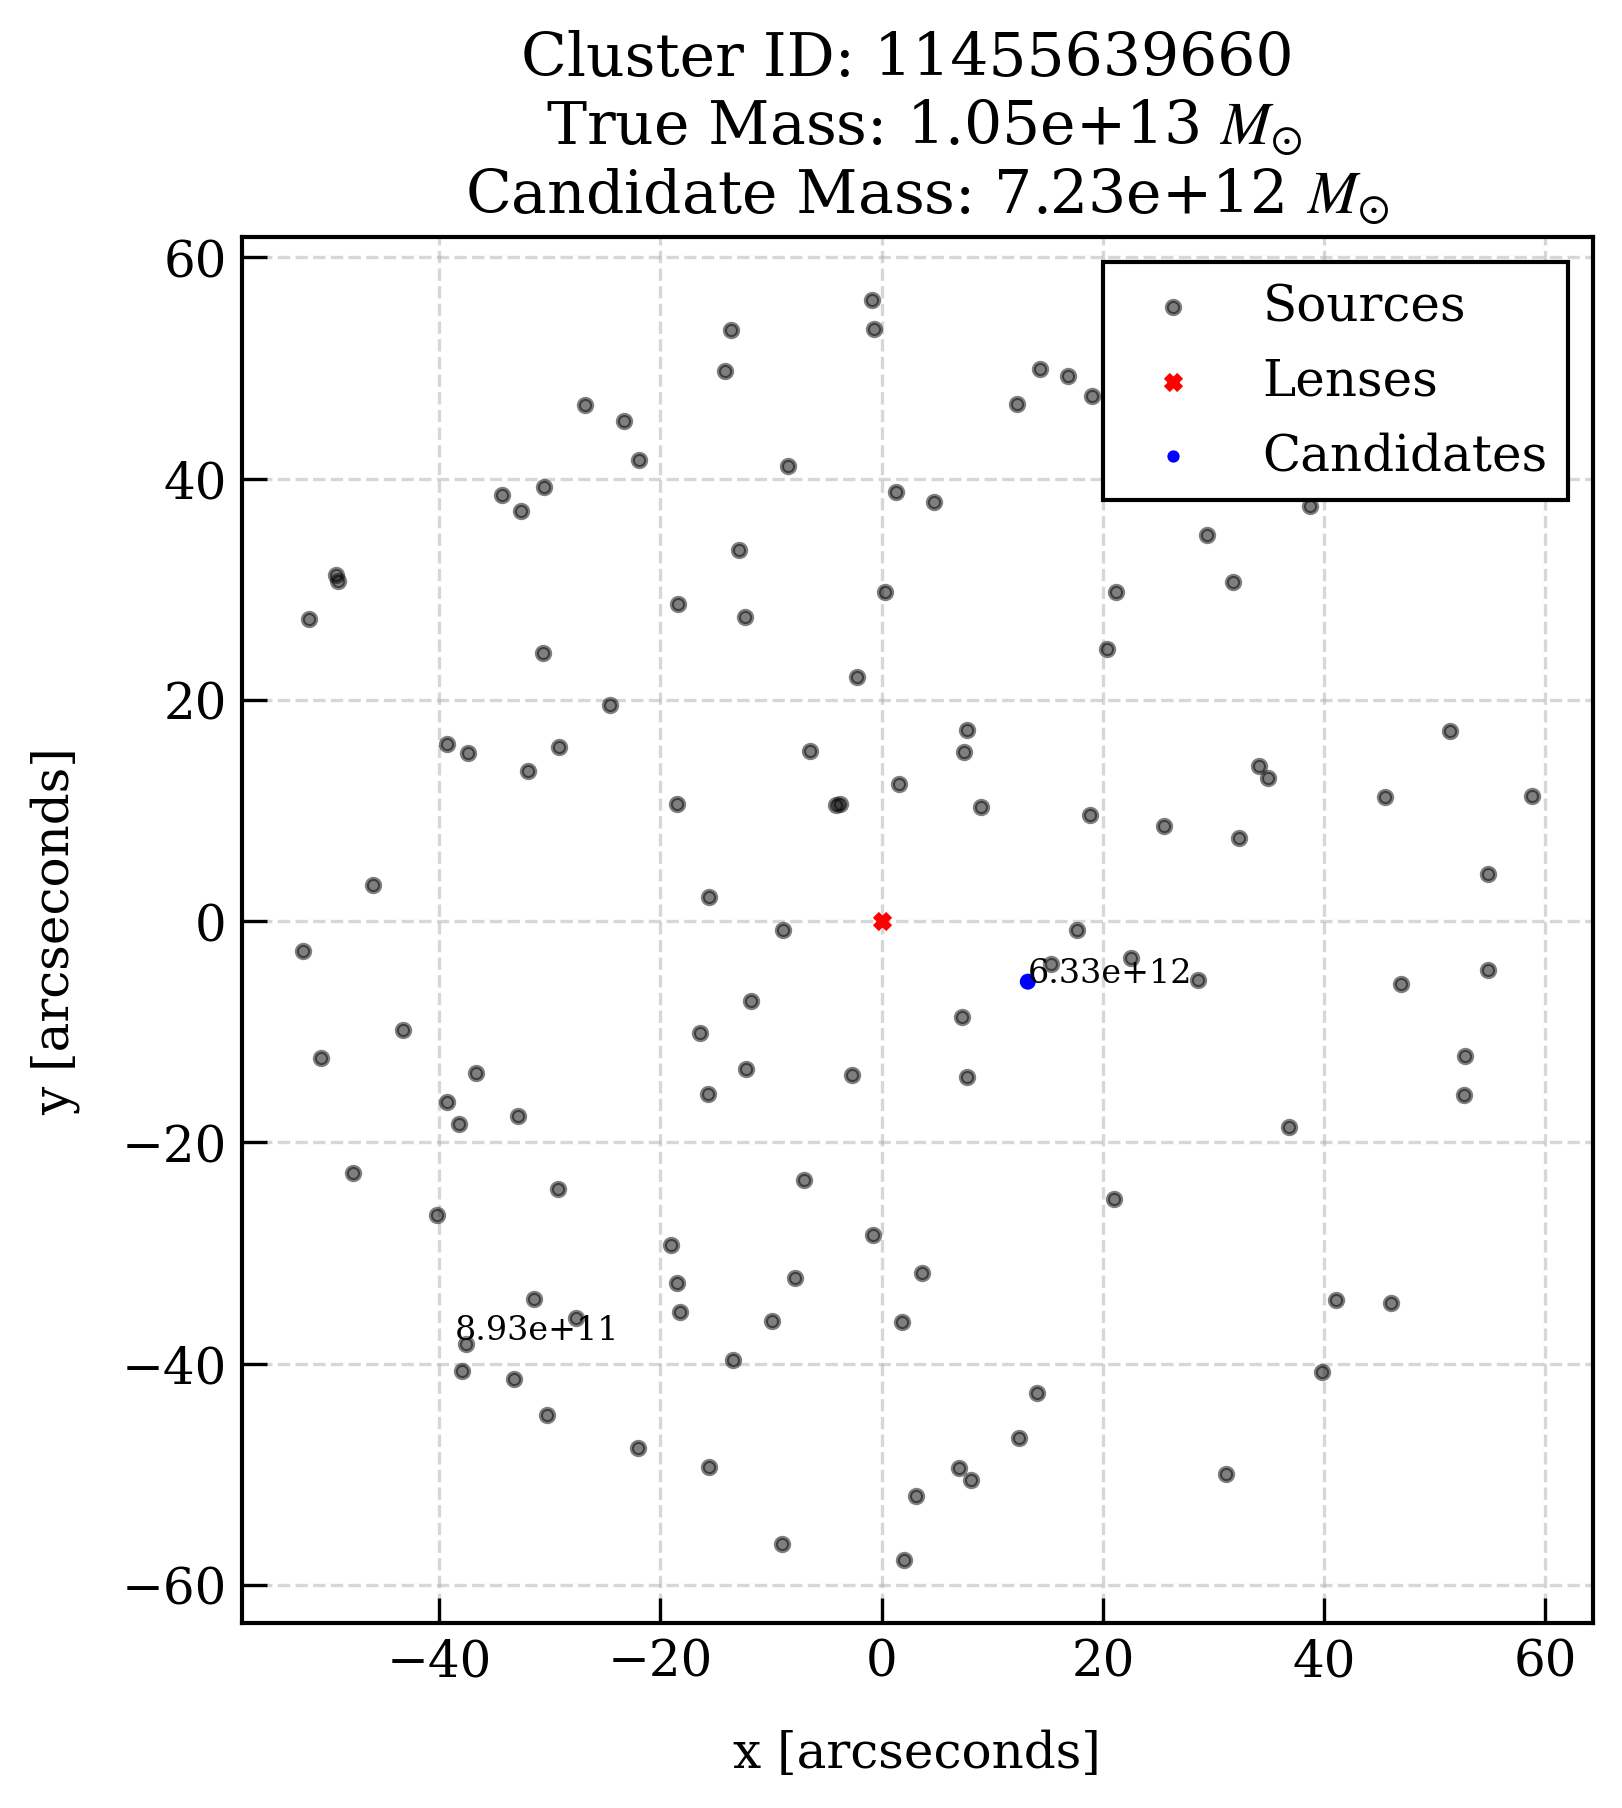 Cluster ID: 11455639660
True Mass: 1.05e+13 M⊙
Candidate Mass: 7.23e+12 M⊙
Sources
Lenses
Candidates
60
40
20
0
−20
−40
−60
y [arcseconds]
6.33e+12
8.93e+11
−40
−20
0
20
40
60
x [arcseconds]